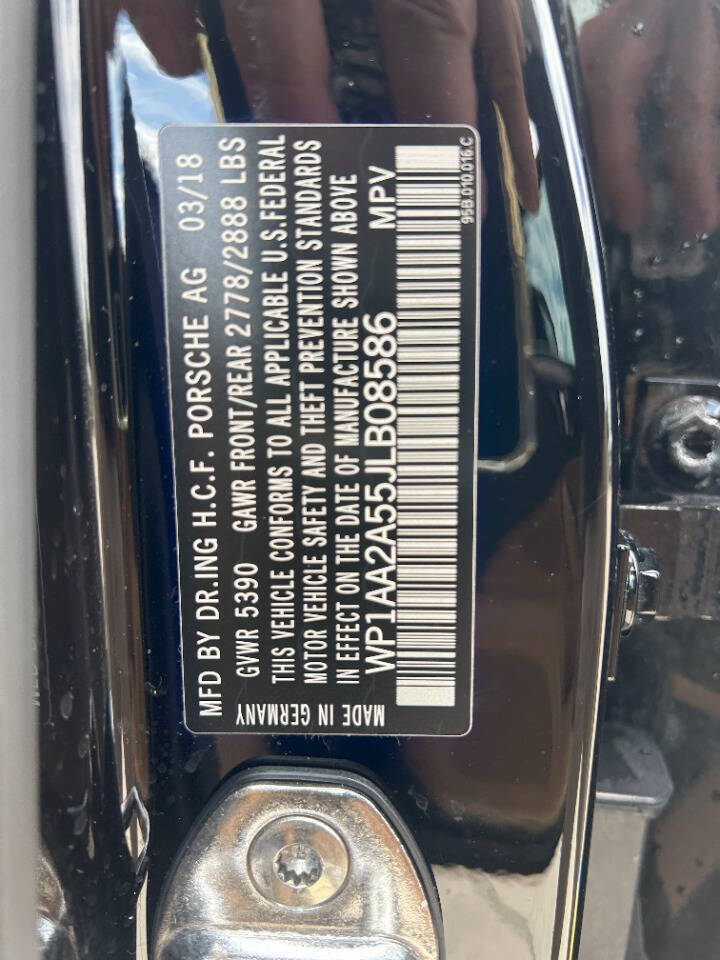 MFD BY DR.ING H.C.F. PORSCHE AG 03/18
GVWR 5390 GAWR FRONT/REAR 2778/2888 LBS
THIS VEHICLE CONFORMS TO ALL APPLICABLE U.S.FEDERAL
MOTOR VEHICLE SAFETY AND THEFT PREVENTION STANDARDS
IN EFFECT ON THE DATE OF MANUFACTURE SHOWN ABOVE
MADE IN GERMANY
WP1AA2A55JLB08586 MPV
95B.010.016.C